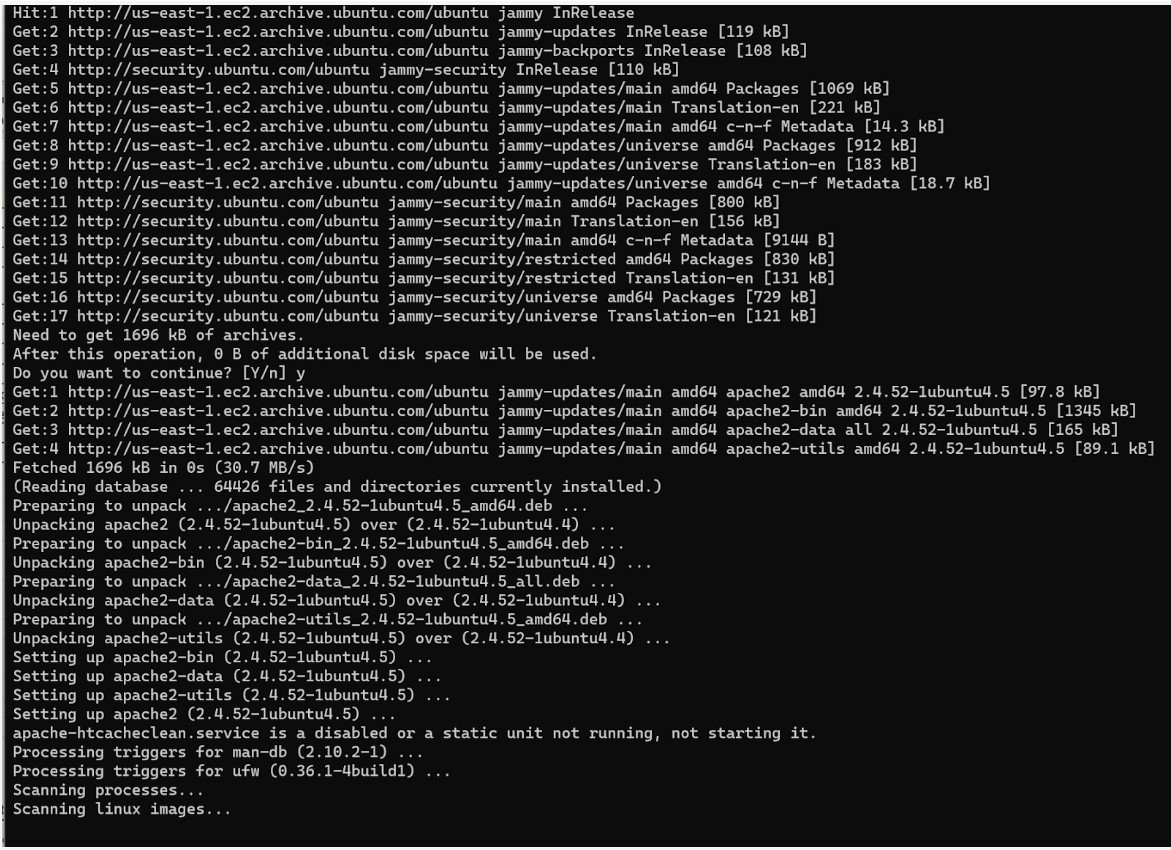 Hit:1 http://us-east-1.ec2.archive.ubuntu.com/ubuntu jammy InRelease
Get:2 http://us-east-1.ec2.archive.ubuntu.com/ubuntu jammy-updates InRelease [119 kB]
Get:3 http://us-east-1.ec2.archive.ubuntu.com/ubuntu jammy-backports InRelease [108 kB]
Get:4 http://security.ubuntu.com/ubuntu jammy-security InRelease [110 kB]
Get:5 http://us-east-1.ec2.archive.ubuntu.com/ubuntu jammy-updates/main amd64 Packages [1069 kB]
Get:6 http://us-east-1.ec2.archive.ubuntu.com/ubuntu jammy-updates/main Translation-en [221 kB]
Get:7 http://us-east-1.ec2.archive.ubuntu.com/ubuntu jammy-updates/main amd64 c-n-f Metadata [14.3 kB]
Get:8 http://us-east-1.ec2.archive.ubuntu.com/ubuntu jammy-updates/universe amd64 Packages [912 kB]
Get:9 http://us-east-1.ec2.archive.ubuntu.com/ubuntu jammy-updates/universe Translation-en [183 kB]
Get:10 http://us-east-1.ec2.archive.ubuntu.com/ubuntu jammy-updates/universe amd64 c-n-f Metadata [18.7 kB]
Get:11 http://security.ubuntu.com/ubuntu jammy-security/main amd64 Packages [800 kB]
Get:12 http://security.ubuntu.com/ubuntu jammy-security/main Translation-en [156 kB]
Get:13 http://security.ubuntu.com/ubuntu jammy-security/main amd64 c-n-f Metadata [9144 B]
Get:14 http://security.ubuntu.com/ubuntu jammy-security/restricted amd64 Packages [830 kB]
Get:15 http://security.ubuntu.com/ubuntu jammy-security/restricted Translation-en [131 kB]
Get:16 http://security.ubuntu.com/ubuntu jammy-security/universe amd64 Packages [729 kB]
Get:17 http://security.ubuntu.com/ubuntu jammy-security/universe Translation-en [121 kB]
Need to get 1696 kB of archives.
After this operation, 0 B of additional disk space will be used.
Do you want to continue? [Y/n] y
Get:1 http://us-east-1.ec2.archive.ubuntu.com/ubuntu jammy-updates/main amd64 apache2 amd64 2.4.52-1ubuntu4.5 [97.8 kB]
Get:2 http://us-east-1.ec2.archive.ubuntu.com/ubuntu jammy-updates/main amd64 apache2-bin amd64 2.4.52-1ubuntu4.5 [1345 kB]
Get:3 http://us-east-1.ec2.archive.ubuntu.com/ubuntu jammy-updates/main amd64 apache2-data all 2.4.52-1ubuntu4.5 [165 kB]
Get:4 http://us-east-1.ec2.archive.ubuntu.com/ubuntu jammy-updates/main amd64 apache2-utils amd64 2.4.52-1ubuntu4.5 [89.1 kB]
Fetched 1696 kB in 0s (30.7 MB/s)
(Reading database ... 64426 files and directories currently installed.)
Preparing to unpack .../apache2_2.4.52-1ubuntu4.5_amd64.deb ...
Unpacking apache2 (2.4.52-1ubuntu4.5) over (2.4.52-1ubuntu4.4) ...
Preparing to unpack .../apache2-bin_2.4.52-1ubuntu4.5_amd64.deb ...
Unpacking apache2-bin (2.4.52-1ubuntu4.5) over (2.4.52-1ubuntu4.4) ...
Preparing to unpack .../apache2-data_2.4.52-1ubuntu4.5_all.deb ...
Unpacking apache2-data (2.4.52-1ubuntu4.5) over (2.4.52-1ubuntu4.4) ...
Preparing to unpack .../apache2-utils_2.4.52-1ubuntu4.5_amd64.deb ...
Unpacking apache2-utils (2.4.52-1ubuntu4.5) over (2.4.52-1ubuntu4.4) ...
Setting up apache2-bin (2.4.52-1ubuntu4.5) ...
Setting up apache2-data (2.4.52-1ubuntu4.5) ...
Setting up apache2-utils (2.4.52-1ubuntu4.5) ...
Setting up apache2 (2.4.52-1ubuntu4.5) ...
apache-htcacheclean.service is a disabled or a static unit not running, not starting it.
Processing triggers for man-db (2.10.2-1) ...
Processing triggers for ufw (0.36.1-4build1) ...
Scanning processes...
Scanning linux images...